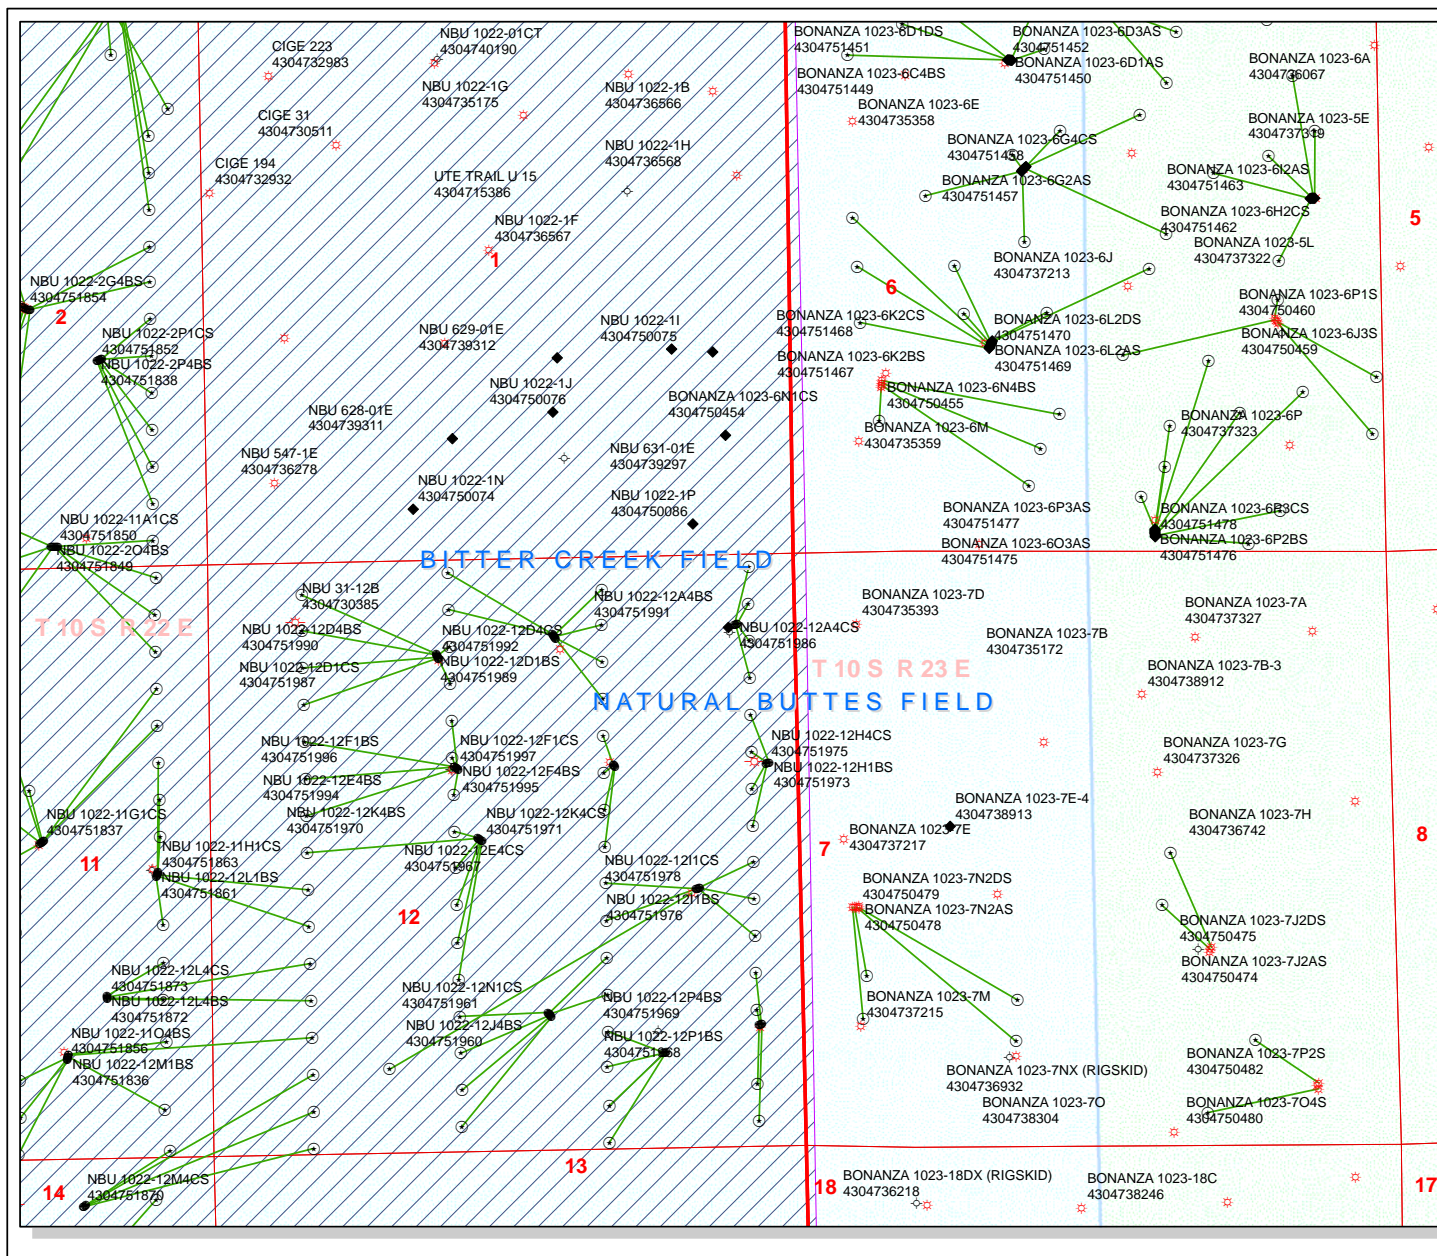 NBU 1022-01CT
4304740190
CIGE 223
4304732983
NBU 1022-1G
4304735175
NBU 1022-1B
4304736566
CIGE 31
4304730511
NBU 1022-1H
4304736568
CIGE 194
4304732932
UTE TRAIL U 15
4304715386
NBU 1022-1F
4304736567
1
NBU 1022-2G4BS
4304751854
2
NBU 1022-2P1CS
4304751852
NBU 1022-2P4BS
4304751838
NBU 629-01E
4304739312
NBU 1022-1I
4304750075
NBU 1022-1J
4304750076
BONANZA 1023-6N1CS
4304750454
NBU 628-01E
4304739311
NBU 547-1E
4304736278
NBU 631-01E
4304739297
NBU 1022-1N
4304750074
NBU 1022-1P
4304750086
NBU 1022-11A1CS
4304751850
NBU 1022-2O4BS
4304751849
BITTER CREEK FIELD
BONANZA 1023-6D1DS
4304751451
BONANZA 1023-6D3AS
4304751452
BONANZA 1023-6D1AS
4304751450
BONANZA 1023-6C4BS
4304751449
BONANZA 1023-6A
4304736067
BONANZA 1023-6E
4304735358
BONANZA 1023-5E
4304737319
BONANZA 1023-6G4CS
4304751458
BONANZA 1023-6G2AS
4304751457
BONANZA 1023-6I2AS
4304751463
BONANZA 1023-6H2CS
4304751462
BONANZA 1023-5L
4304737322
5
BONANZA 1023-6J
4304737213
6
BONANZA 1023-6P1S
4304750460
BONANZA 1023-6J3S
4304750459
BONANZA 1023-6K2CS
4304751468
BONANZA 1023-6L2DS
4304751470
BONANZA 1023-6L2AS
4304751469
BONANZA 1023-6K2BS
4304751467
BONANZA 1023-6N4BS
4304750455
BONANZA 1023-6M
4304735359
BONANZA 1023-6P
4304737323
BONANZA 1023-6P3AS
4304751477
BONANZA 1023-6P3CS
4304751478
BONANZA 1023-6O3AS
4304751475
BONANZA 1023-6P2BS
4304751476
NBU 31-12B
4304730385
T 10 S R 22 E
NBU 1022-12A4BS
4304751991
NBU 1022-12D4BS
4304751990
NBU 1022-12D4CS
4304751992
NBU 1022-12D1BS
4304751989
NBU 1022-12D1CS
4304751987
NBU 1022-12A4CS
4304751986
BONANZA 1023-7D
4304735393
BONANZA 1023-7A
4304737327
BONANZA 1023-7B
4304735172
T 10 S R 23 E
BONANZA 1023-7B-3
4304738912
NATURAL BUTTES FIELD
NBU 1022-12F1BS
4304751996
NBU 1022-12F1CS
4304751997
NBU 1022-12F4BS
4304751995
NBU 1022-12E4BS
4304751994
NBU 1022-12H4CS
4304751975
NBU 1022-12H1BS
4304751973
BONANZA 1023-7G
4304737326
BONANZA 1023-7E-4
4304738913
BONANZA 1023-7H
4304736742
BONANZA 1023-7E
4304737217
7
8
NBU 1022-11G1CS
4304751837
NBU 1022-12K4BS
4304751970
NBU 1022-12K4CS
4304751971
NBU 1022-12E4CS
4304751967
11
NBU 1022-11H1CS
4304751863
NBU 1022-12L1BS
4304751861
NBU 1022-12I1CS
4304751978
NBU 1022-12I1BS
4304751976
12
BONANZA 1023-7N2DS
4304750479
BONANZA 1023-7N2AS
4304750478
BONANZA 1023-7J2DS
4304750475
BONANZA 1023-7J2AS
4304750474
NBU 1022-12L4CS
4304751873
NBU 1022-12L4BS
4304751872
NBU 1022-12N1CS
4304751961
NBU 1022-12J4BS
4304751960
NBU 1022-12P4BS
4304751969
NBU 1022-12P1BS
4304751968
BONANZA 1023-7M
4304737215
NBU 1022-11O4BS
4304751856
NBU 1022-12M1BS
4304751836
BONANZA 1023-7NX (RIGSKID)
4304736932
BONANZA 1023-7P2S
4304750482
BONANZA 1023-7O
4304738304
BONANZA 1023-7O4S
4304750480
13
14
NBU 1022-12M4CS
4304751870
18
BONANZA 1023-18DX (RIGSKID)
4304736218
BONANZA 1023-18C
4304738246
17